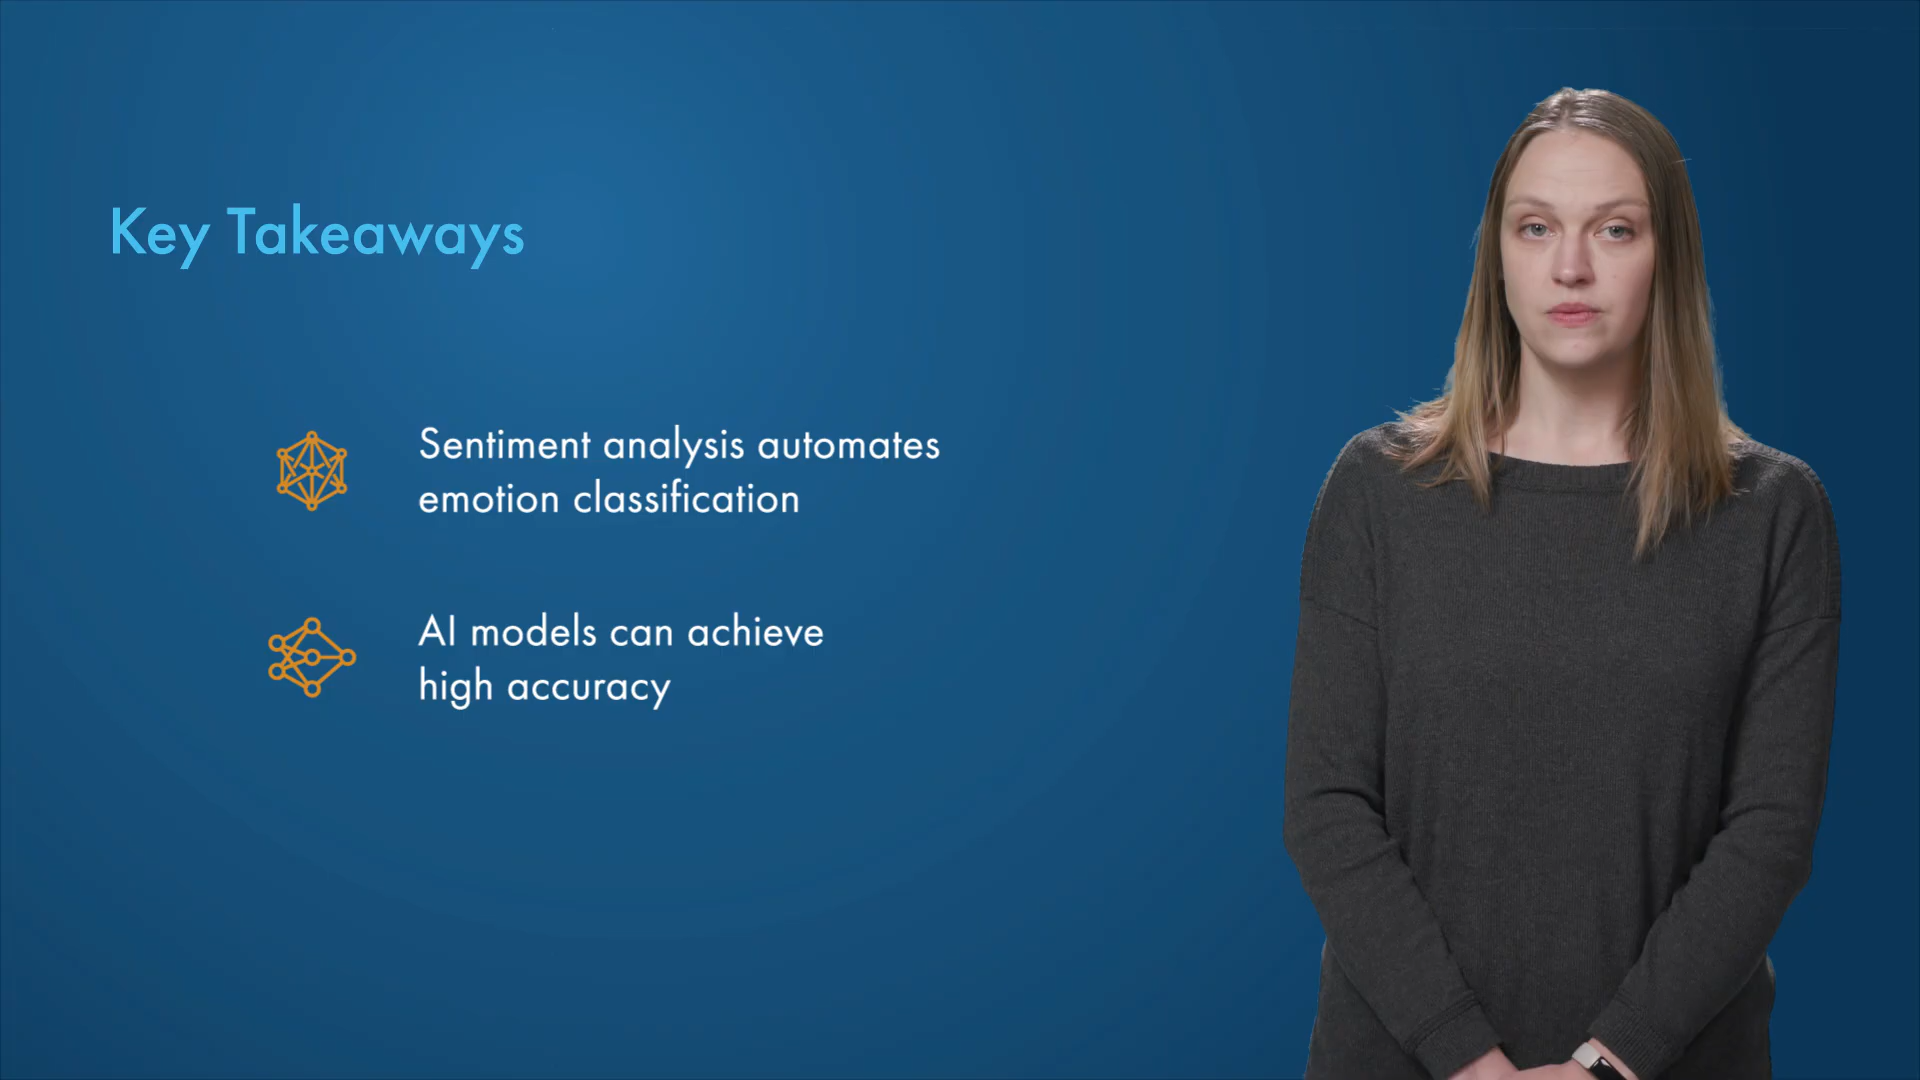 Key Takeaways
Sentiment analysis automates
emotion classification
AI models can achieve
high accuracy